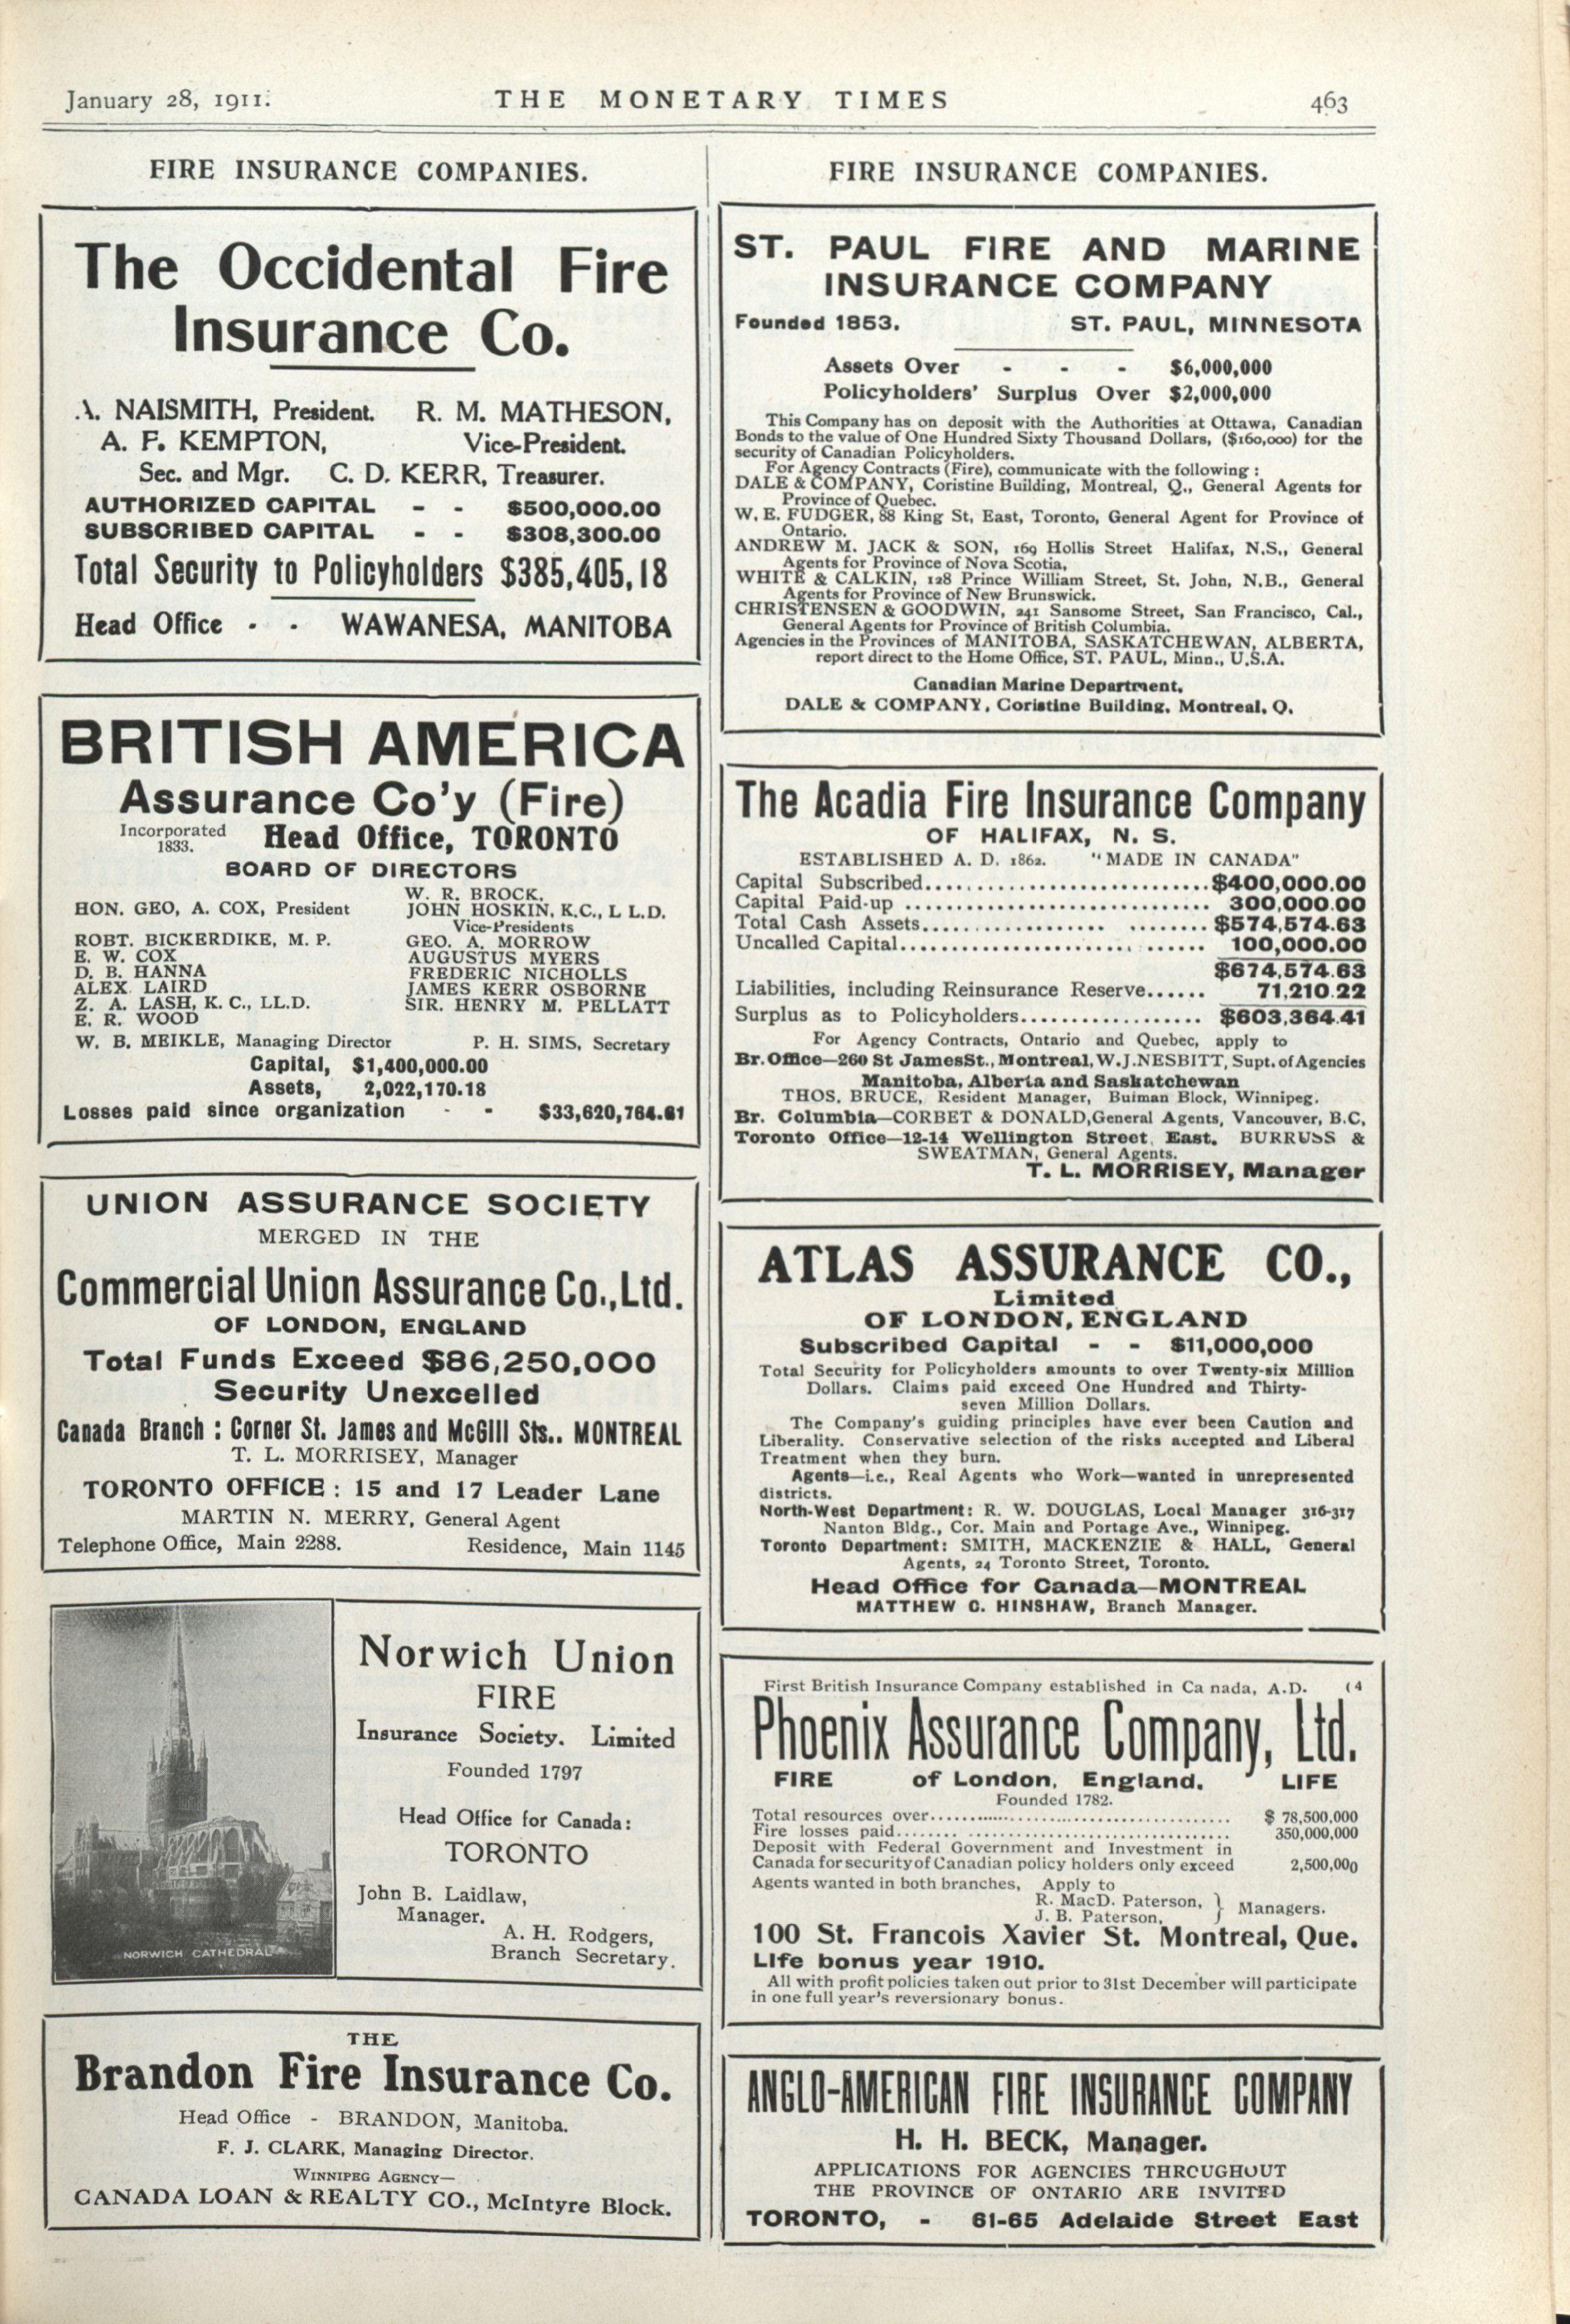 January 28, 1911.
THE MONETARY TIMES
463
FIRE INSURANCE COMPANIES.
The Occidental Fire
Insurance Co.
A. NAISMITH, President. R. M. MATHESON,
A. F. KEMPTON, Vice-President.
Sec. and Mgr. C. D. KERR, Treasurer.
AUTHORIZED CAPITAL - - $500,000.00
SUBSCRIBED CAPITAL - - $308,300.00
Total Security to Policyholders $385,405,18
Head Office - - WAWANESA, MANITOBA
BRITISH AMERICA
Assurance Co'y (Fire)
Incorporated 1833. Head Office, TORONTO
BOARD OF DIRECTORS
W. R. BROCK,
HON. GEO, A. COX, President JOHN HOSKIN, K.C., L L.D.
Vice-Presidents
ROBT. BICKERDIKE, M. P. GEO. A. MORROW
E. W. COX AUGUSTUS MYERS
D. B. HANNA FREDERIC NICHOLLS
ALEX. LAIRD JAMES KERR OSBORNE
Z. A. LASH, K. C., LL.D. SIR. HENRY M. PELLATT
E. R. WOOD
W. B. MEIKLE, Managing Director P. H. SIMS, Secretary
Capital, $1,400,000.00
Assets, 2,022,170.18
Losses paid since organization - - $33,620,764.61
UNION ASSURANCE SOCIETY
MERGED IN THE
Commercial Union Assurance Co., Ltd.
OF LONDON, ENGLAND
Total Funds Exceed $86,250,000
Security Unexcelled
Canada Branch : Corner St. James and McGill Sts.. MONTREAL
T. L. MORRISEY, Manager
TORONTO OFFICE : 15 and 17 Leader Lane
MARTIN N. MERRY, General Agent
Telephone Office, Main 2288. Residence, Main 1145
NORWICH CATHEDRAL
Norwich Union
FIRE
Insurance Society. Limited
Founded 1797
Head Office for Canada:
TORONTO
John B. Laidlaw,
Manager.
A. H. Rodgers,
Branch Secretary.
THE
Brandon Fire Insurance Co.
Head Office - BRANDON, Manitoba.
F. J. CLARK, Managing Director.
WINNIPEG AGENCY—
CANADA LOAN & REALTY CO., McIntyre Block.
FIRE INSURANCE COMPANIES.
ST. PAUL FIRE AND MARINE
INSURANCE COMPANY
Founded 1853. ST. PAUL, MINNESOTA
Assets Over - - - $6,000,000
Policyholders' Surplus Over $2,000,000
This Company has on deposit with the Authorities at Ottawa, Canadian
Bonds to the value of One Hundred Sixty Thousand Dollars, ($160,000) for the
security of Canadian Policyholders.
For Agency Contracts (Fire), communicate with the following :
DALE & COMPANY, Coristine Building, Montreal, Q., General Agents for
Province of Quebec.
W. E. FUDGER, 88 King St, East, Toronto, General Agent for Province of
Ontario.
ANDREW M. JACK & SON, 169 Hollis Street Halifax, N.S., General
Agents for Province of Nova Scotia,
WHITE & CALKIN, 128 Prince William Street, St. John, N.B., General
Agents for Province of New Brunswick.
CHRISTENSEN & GOODWIN, 241 Sansome Street, San Francisco, Cal.,
General Agents for Province of British Columbia.
Agencies in the Provinces of MANITOBA, SASKATCHEWAN, ALBERTA,
report direct to the Home Office, ST. PAUL, Minn., U.S.A.
Canadian Marine Department,
DALE & COMPANY, Coristine Building, Montreal, Q.
The Acadia Fire Insurance Company
OF HALIFAX, N. S.
ESTABLISHED A. D. 1862. "MADE IN CANADA"
Capital Subscribed.............................$400,000.00
Capital Paid-up ............................... 300,000.00
Total Cash Assets................... ........$574,574.63
Uncalled Capital....................... ...... 100,000.00
$674,574.63
Liabilities, including Reinsurance Reserve...... 71,210.22
Surplus as to Policyholders.................. $603,364.41
For Agency Contracts, Ontario and Quebec, apply to
Br. Office—260 St James St., Montreal, W. J. NESBITT, Supt. of Agencies
Manitoba, Alberta and Saskatchewan
THOS. BRUCE, Resident Manager, Buiman Block, Winnipeg.
Br. Columbia—CORBET & DONALD, General Agents, Vancouver, B.C.
Toronto Office—12-14 Wellington Street East. BURRUSS &
SWEATMAN, General Agents.
T. L. MORRISEY, Manager
ATLAS ASSURANCE CO.,
Limited
OF LONDON, ENGLAND
Subscribed Capital - - $11,000,000
Total Security for Policyholders amounts to over Twenty-six Million
Dollars. Claims paid exceed One Hundred and Thirty-
seven Million Dollars.
The Company's guiding principles have ever been Caution and
Liberality. Conservative selection of the risks accepted and Liberal
Treatment when they burn.
Agents—i.e., Real Agents who Work—wanted in unrepresented
districts.
North-West Department: R. W. DOUGLAS, Local Manager 316-317
Nanton Bldg., Cor. Main and Portage Ave., Winnipeg.
Toronto Department: SMITH, MACKENZIE & HALL, General
Agents, 24 Toronto Street, Toronto.
Head Office for Canada—MONTREAL
MATTHEW C. HINSHAW, Branch Manager.
First British Insurance Company established in Ca nada, A.D. (4
Phoenix Assurance Company, Ltd.
FIRE of London, England. LIFE
Founded 1782.
Total resources over...................................... $ 78,500,000
Fire losses paid........ ................................. 350,000,000
Deposit with Federal Government and Investment in
Canada for security of Canadian policy holders only exceed 2,500,000
Agents wanted in both branches, Apply to
R. MacD. Paterson, } Managers.
J. B. Paterson,
100 St. Francois Xavier St. Montreal, Que.
Life bonus year 1910.
All with profit policies taken out prior to 31st December will participate
in one full year's reversionary bonus.
ANGLO-AMERICAN FIRE INSURANCE COMPANY
H. H. BECK, Manager.
APPLICATIONS FOR AGENCIES THROUGHOUT
THE PROVINCE OF ONTARIO ARE INVITED
TORONTO, - 61-65 Adelaide Street East